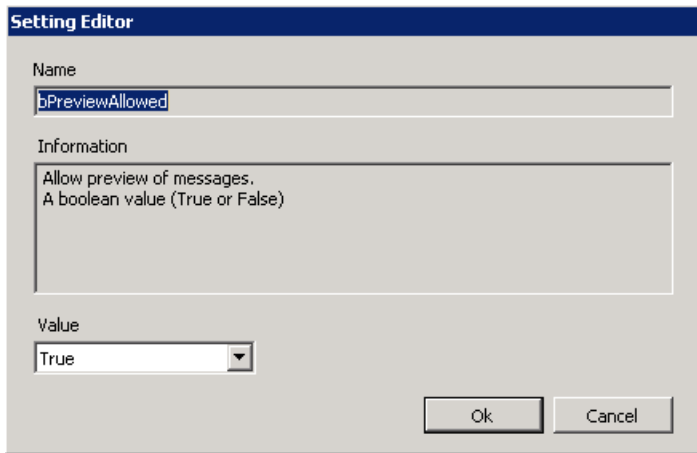 Setting Editor
Name
bPreviewAllowed
Information
Allow preview of messages.
A boolean value (True or False)
Value
True
Ok Cancel